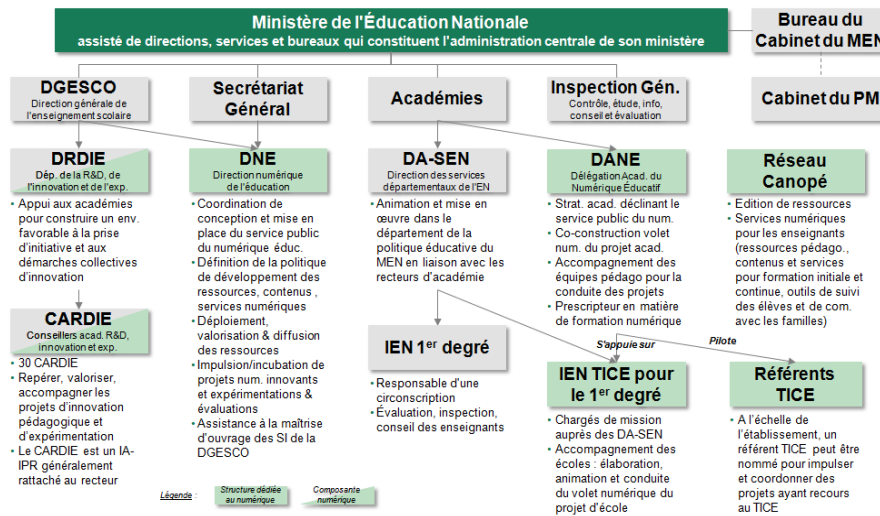 Ministère de l'Éducation Nationale
assisté de directions, services et bureaux qui constituent l'administration centrale de son ministère
Bureau du
Cabinet du MEN
DGESCO
Direction générale de
l'enseignement scolaire
Secrétariat
Général
Académies
Inspection Gén.
Contrôle, étude, info,
conseil et évaluation
Cabinet du PM
DRDIE
Dép. de la R&D, de
l'innovation et de l'exp.
• Appui aux académies
pour construire un env.
favorable à la prise
d'initiative et aux
démarches collectives
d'innovation
CARDIE
Conseillers acad. R&D,
innovation et exp.
• 30 CARDIE
• Repérer, valoriser,
accompagner les
projets d'innovation
pédagogique et
d'expérimentation
• Le CARDIE est un IA-
IPR généralement
rattaché au recteur
DNE
Direction numérique
de l'éducation
• Coordination de
conception et mise en
place du service public
du numérique éduc.
• Définition de la politique
de développement des
ressources, contenus ,
services numériques
• Déploiement,
valorisation & diffusion
des ressources
• Impulsion/incubation de
projets num. innovants
et expérimentations &
évaluations
• Assistance à la maîtrise
d'ouvrage des SI de la
DGESCO
DA-SEN
Direction des services
départementaux de l'EN
• Animation et mise en
œuvre dans le
département de la
politique éducative du
MEN en liaison avec les
recteurs d'académie
IEN 1er degré
• Responsable d'une
circonscription
• Évaluation, inspection,
conseil des enseignants
DANE
Délégation Acad. du
Numérique Éducatif
• Strat. acad. déclinant le
service public du num.
• Co-construction volet
num. du projet acad.
• Accompagnement des
équipes pédago pour la
conduite des projets
• Prescripteur en matière
de formation numérique
S'appuie sur
Pilote
IEN TICE pour
le 1er degré
• Chargés de mission
auprès des DA-SEN
• Accompagnement des
écoles : élaboration,
animation et conduite
du volet numérique du
projet d'école
Réseau
Canopé
• Edition de ressources
• Services numériques
pour les enseignants
(ressources pédago.,
contenus et services
pour formation initiale et
continue, outils de suivi
des élèves et de com.
avec les familles)
Référents
TICE
• A l'échelle de
l'établissement, un
référent TICE peut être
nommé pour impulser
et coordonner des
projets ayant recours
au TICE
Légende :
Structure dédiée
au numérique
Composante
numérique